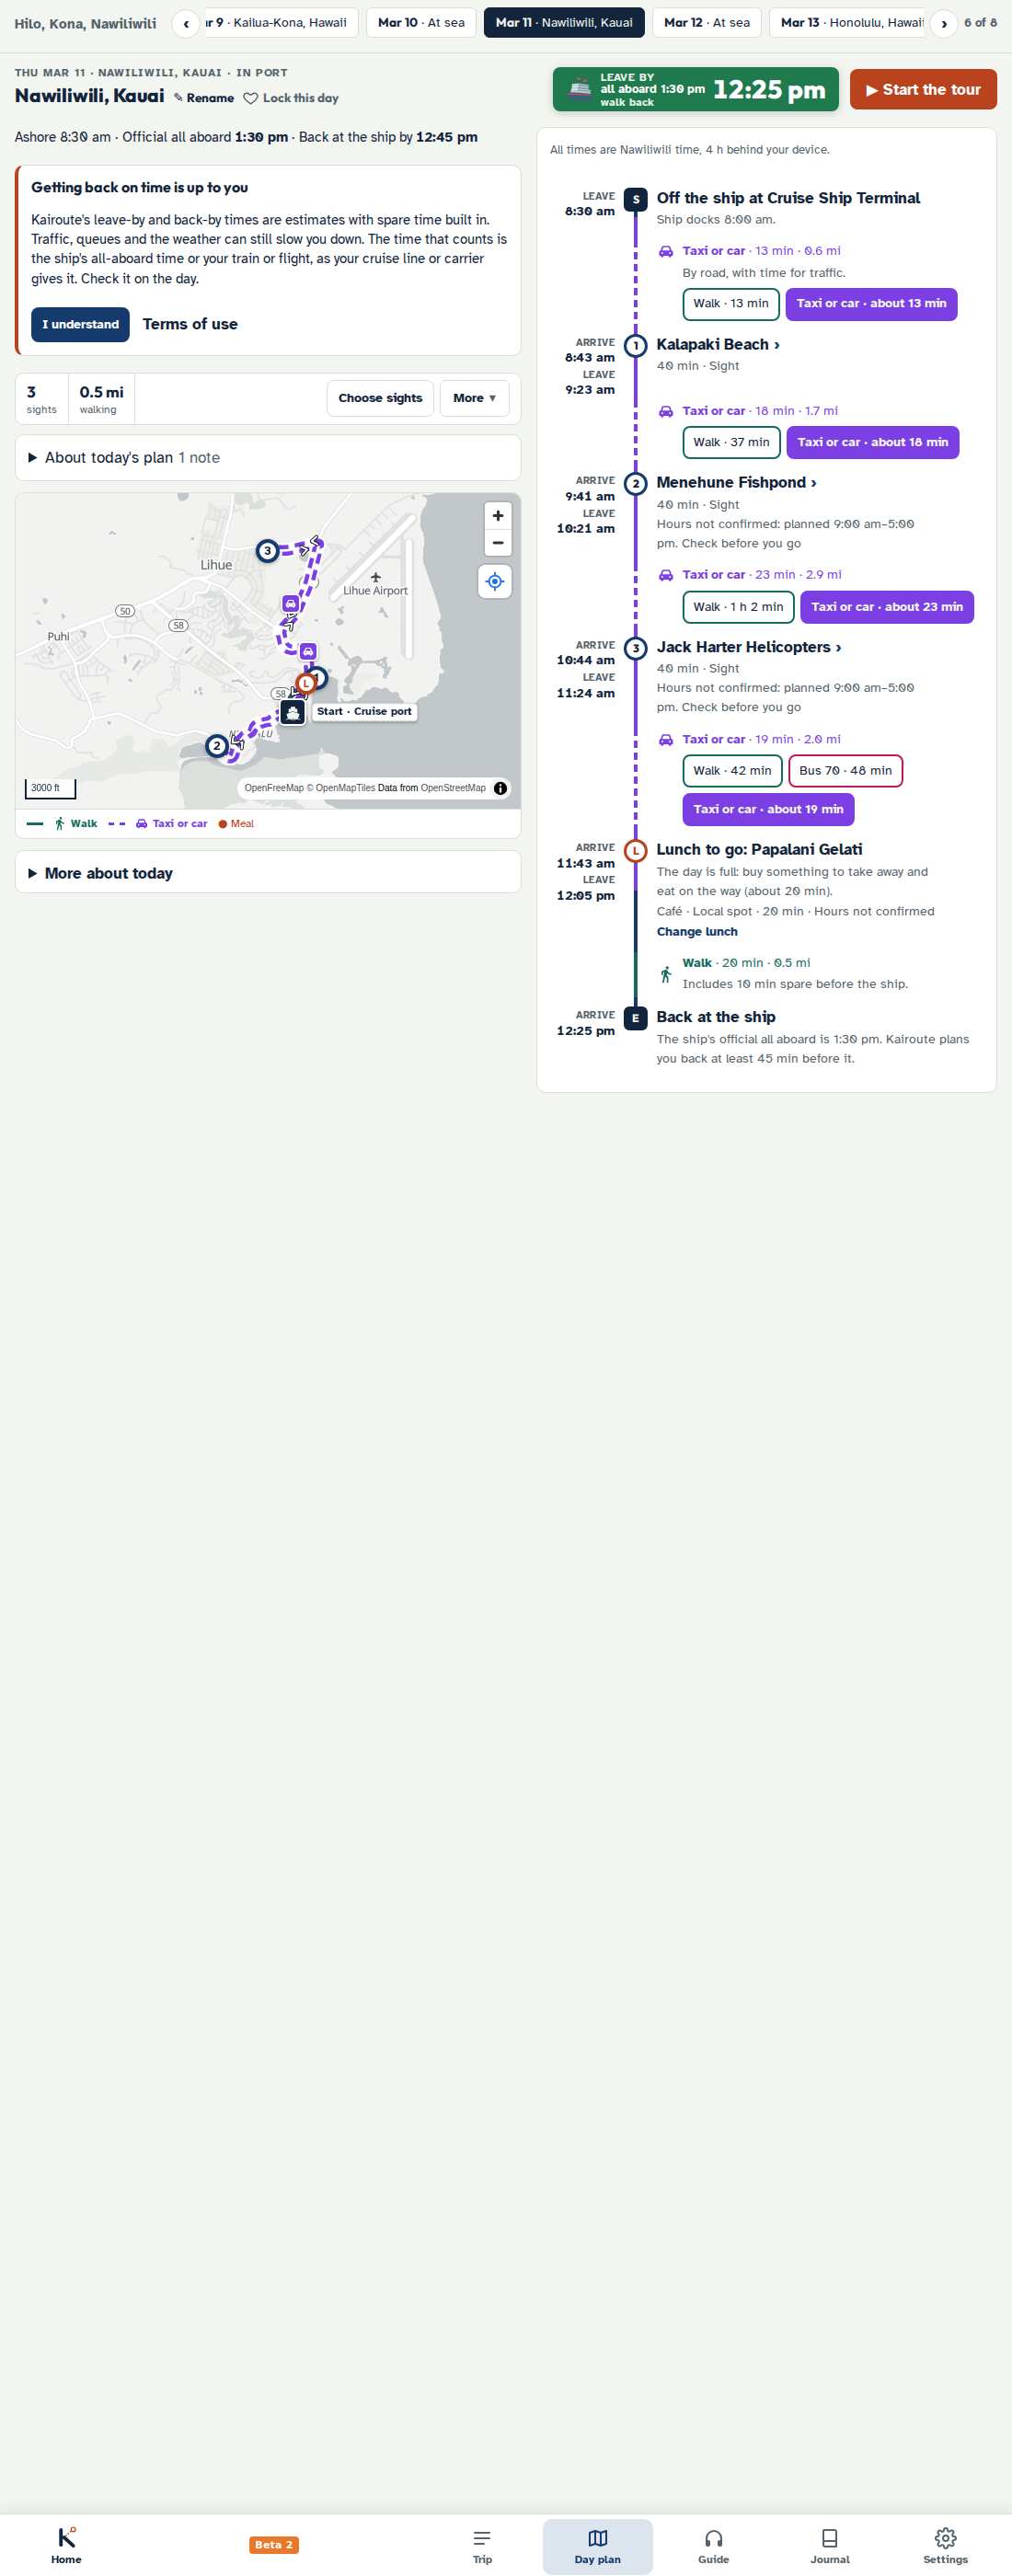 Hilo, Kona, Nawiliwili
‹
r 9 · Kailua-Kona, Hawaii
Mar 10 · At sea
Mar 11 · Nawiliwili, Kauai
Mar 12 · At sea
Mar 13 · Honolulu, Hawaii
›
6 of 8
THU MAR 11 · NAWILIWILI, KAUAI · IN PORT
Nawiliwili, Kauai
✎ Rename
Lock this day
LEAVE BY
all aboard 1:30 pm
walk back
12:25 pm
▶ Start the tour
Ashore 8:30 am · Official all aboard 1:30 pm · Back at the ship by 12:45 pm
Getting back on time is up to you
Kairoute's leave-by and back-by times are estimates with spare time built in.
Traffic, queues and the weather can still slow you down. The time that counts is
the ship's all-aboard time or your train or flight, as your cruise line or carrier
gives it. Check it on the day.
I understand
Terms of use
3
sights
0.5 mi
walking
Choose sights
More ▼
▶ About today's plan 1 note
+
−
3
Lihue
Lihue Airport
50
58
Puhi
1
L
58
Start · Cruise port
LU
2
3000 ft
OpenFreeMap © OpenMapTiles Data from OpenStreetMap
Walk
Taxi or car
Meal
▶ More about today
All times are Nawiliwili time, 4 h behind your device.
LEAVE
8:30 am
S
Off the ship at Cruise Ship Terminal
Ship docks 8:00 am.
Taxi or car · 13 min · 0.6 mi
By road, with time for traffic.
Walk · 13 min
Taxi or car · about 13 min
ARRIVE
8:43 am
LEAVE
9:23 am
1
Kalapaki Beach ›
40 min · Sight
Taxi or car · 18 min · 1.7 mi
Walk · 37 min
Taxi or car · about 18 min
ARRIVE
9:41 am
LEAVE
10:21 am
2
Menehune Fishpond ›
40 min · Sight
Hours not confirmed: planned 9:00 am–5:00
pm. Check before you go
Taxi or car · 23 min · 2.9 mi
Walk · 1 h 2 min
Taxi or car · about 23 min
ARRIVE
10:44 am
LEAVE
11:24 am
3
Jack Harter Helicopters ›
40 min · Sight
Hours not confirmed: planned 9:00 am–5:00
pm. Check before you go
Taxi or car · 19 min · 2.0 mi
Walk · 42 min
Bus 70 · 48 min
Taxi or car · about 19 min
ARRIVE
11:43 am
LEAVE
12:05 pm
L
Lunch to go: Papalani Gelati
The day is full: buy something to take away and
eat on the way (about 20 min).
Café · Local spot · 20 min · Hours not confirmed
Change lunch
Walk · 20 min · 0.5 mi
Includes 10 min spare before the ship.
ARRIVE
12:25 pm
E
Back at the ship
The ship's official all aboard is 1:30 pm. Kairoute plans
you back at least 45 min before it.
Home
Beta 2
Trip
Day plan
Guide
Journal
Settings